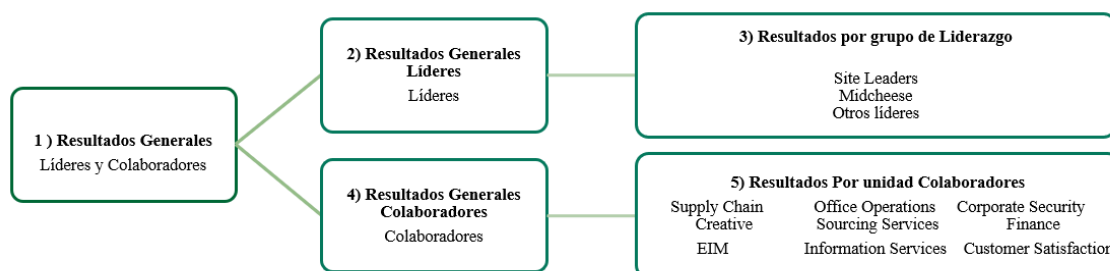 1 ) Resultados Generales
Líderes y Colaboradores
2) Resultados Generales
Líderes
Líderes
3) Resultados por grupo de Liderazgo
Site Leaders
Midcheese
Otros líderes
4) Resultados Generales
Colaboradores
Colaboradores
5) Resultados Por unidad Colaboradores
Supply Chain Office Operations Corporate Security
Creative Sourcing Services Finance
EIM Information Services Customer Satisfaction